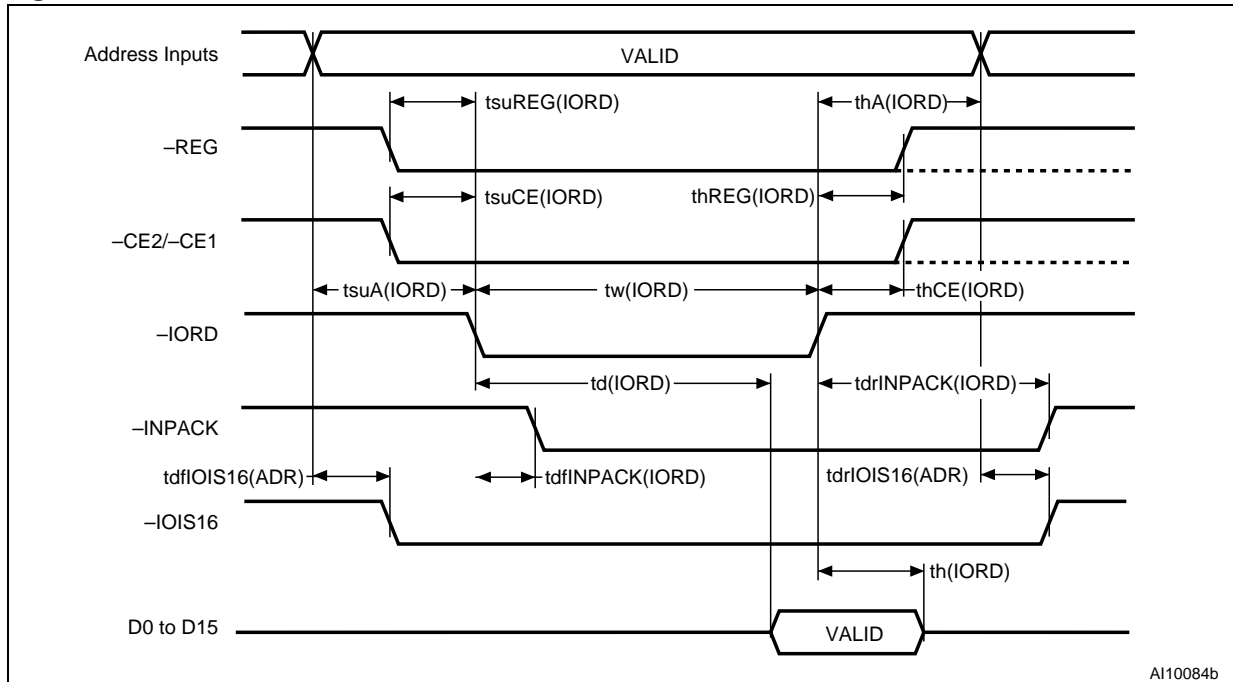 Address Inputs
VALID
tsuREG(IORD)
thA(IORD)
–REG
tsuCE(IORD)
thREG(IORD)
–CE2/–CE1
tsuA(IORD)
tw(IORD)
thCE(IORD)
–IORD
td(IORD)
tdrINPACK(IORD)
–INPACK
tdfIOIS16(ADR)
tdfINPACK(IORD)
tdrIOIS16(ADR)
–IOIS16
th(IORD)
D0 to D15
VALID
AI10084b